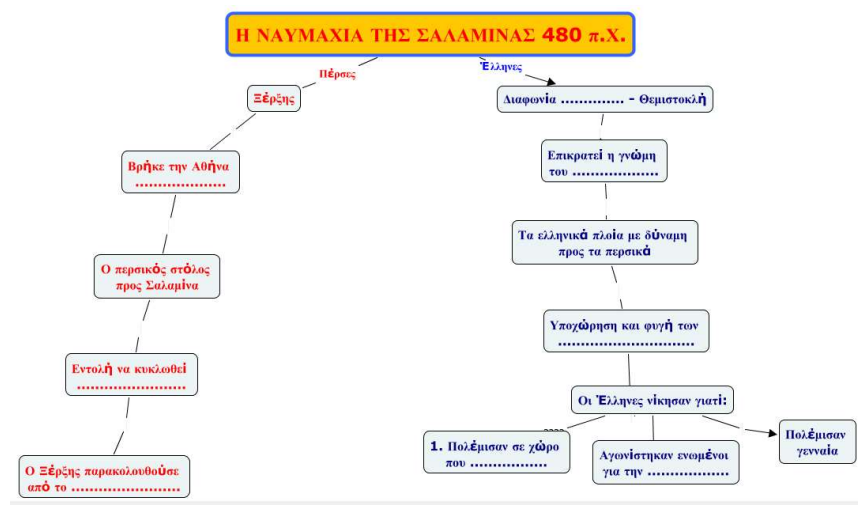 Η ΝΑΥΜΑΧΙΑ ΤΗΣ ΣΑΛΑΜΙΝΑΣ 480 π.Χ.
Πέρσες
Ξέρξης
Βρήκε την Αθήνα
.....................
Ο περσικός στόλος
προς Σαλαμίνα
Εντολή να κυκλωθεί
.........................
Ο Ξέρξης παρακολουθούσε
από το .........................
Έλληνες
Διαφωνία .............. - Θεμιστοκλή
Επικρατεί η γνώμη
του ....................
Τα ελληνικά πλοία με δύναμη
προς τα περσικά
Υποχώρηση και φυγή των
...............................
Οι Έλληνες νίκησαν γιατί:
????
1. Πολέμισαν σε χώρο
που ..................
Αγωνίστηκαν ενωμένοι
για την ...................
Πολέμισαν
γενναία